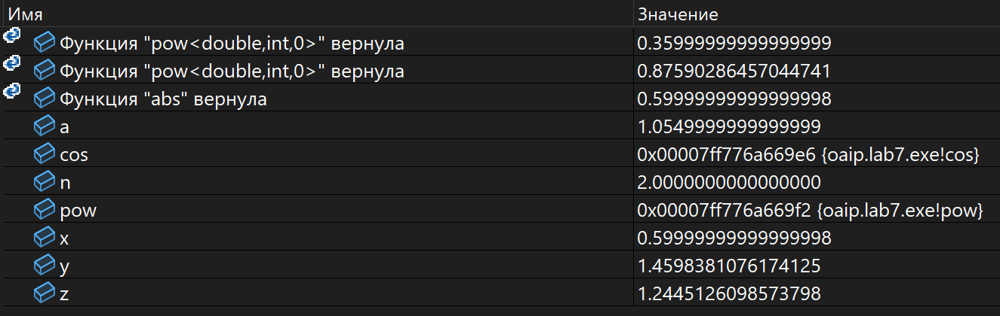 Имя Значение
Функция "pow<double,int,0>" вернула 0.35999999999999999
Функция "pow<double,int,0>" вернула 0.87590286457044741
Функция "abs" вернула 0.59999999999999998
a 1.0549999999999999
cos 0x00007ff776a669e6 {oaip.lab7.exe!cos}
n 2.0000000000000000
pow 0x00007ff776a669f2 {oaip.lab7.exe!pow}
x 0.59999999999999998
y 1.4598381076174125
z 1.2445126098573798